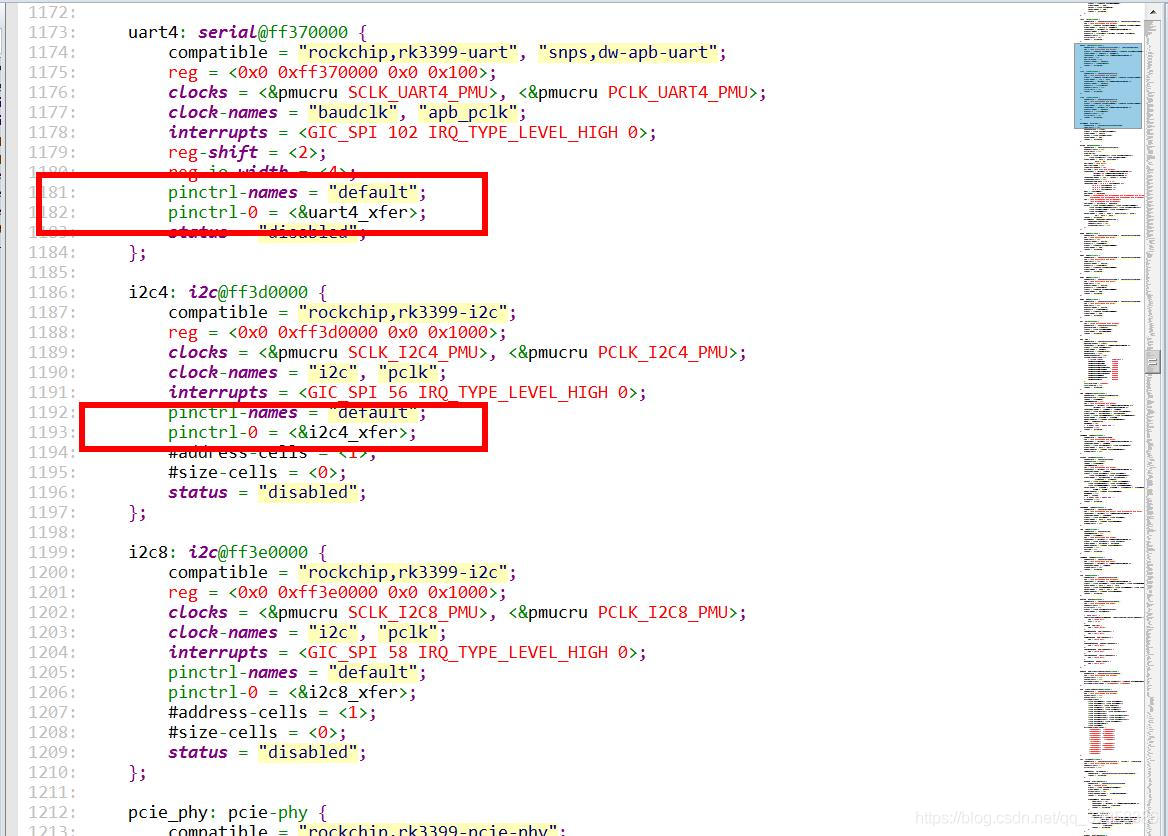 1172:
1173: uart4: serial@ff370000 {
1174: compatible = "rockchip,rk3399-uart", "snps,dw-apb-uart";
1175: reg = <0x0 0xff370000 0x0 0x100>;
1176: clocks = <&pmucru SCLK_UART4_PMU>, <&pmucru PCLK_UART4_PMU>;
1177: clock-names = "baudclk", "apb_pclk";
1178: interrupts = <GIC_SPI 102 IRQ_TYPE_LEVEL_HIGH 0>;
1179: reg-shift = <2>;
1180: reg-io-width = <4>;
1181: pinctrl-names = "default";
1182: pinctrl-0 = <&uart4_xfer>;
1183: status = "disabled";
1184: };
1185:
1186: i2c4: i2c@ff3d0000 {
1187: compatible = "rockchip,rk3399-i2c";
1188: reg = <0x0 0xff3d0000 0x0 0x1000>;
1189: clocks = <&pmucru SCLK_I2C4_PMU>, <&pmucru PCLK_I2C4_PMU>;
1190: clock-names = "i2c", "pclk";
1191: interrupts = <GIC_SPI 56 IRQ_TYPE_LEVEL_HIGH 0>;
1192: pinctrl-names = "default";
1193: pinctrl-0 = <&i2c4_xfer>;
1194: #address-cells = <1>;
1195: #size-cells = <0>;
1196: status = "disabled";
1197: };
1198:
1199: i2c8: i2c@ff3e0000 {
1200: compatible = "rockchip,rk3399-i2c";
1201: reg = <0x0 0xff3e0000 0x0 0x1000>;
1202: clocks = <&pmucru SCLK_I2C8_PMU>, <&pmucru PCLK_I2C8_PMU>;
1203: clock-names = "i2c", "pclk";
1204: interrupts = <GIC_SPI 58 IRQ_TYPE_LEVEL_HIGH 0>;
1205: pinctrl-names = "default";
1206: pinctrl-0 = <&i2c8_xfer>;
1207: #address-cells = <1>;
1208: #size-cells = <0>;
1209: status = "disabled";
1210: };
1211:
1212: pcie_phy: pcie-phy {
1213: compatible = "rockchip,rk3399-pcie-phy";